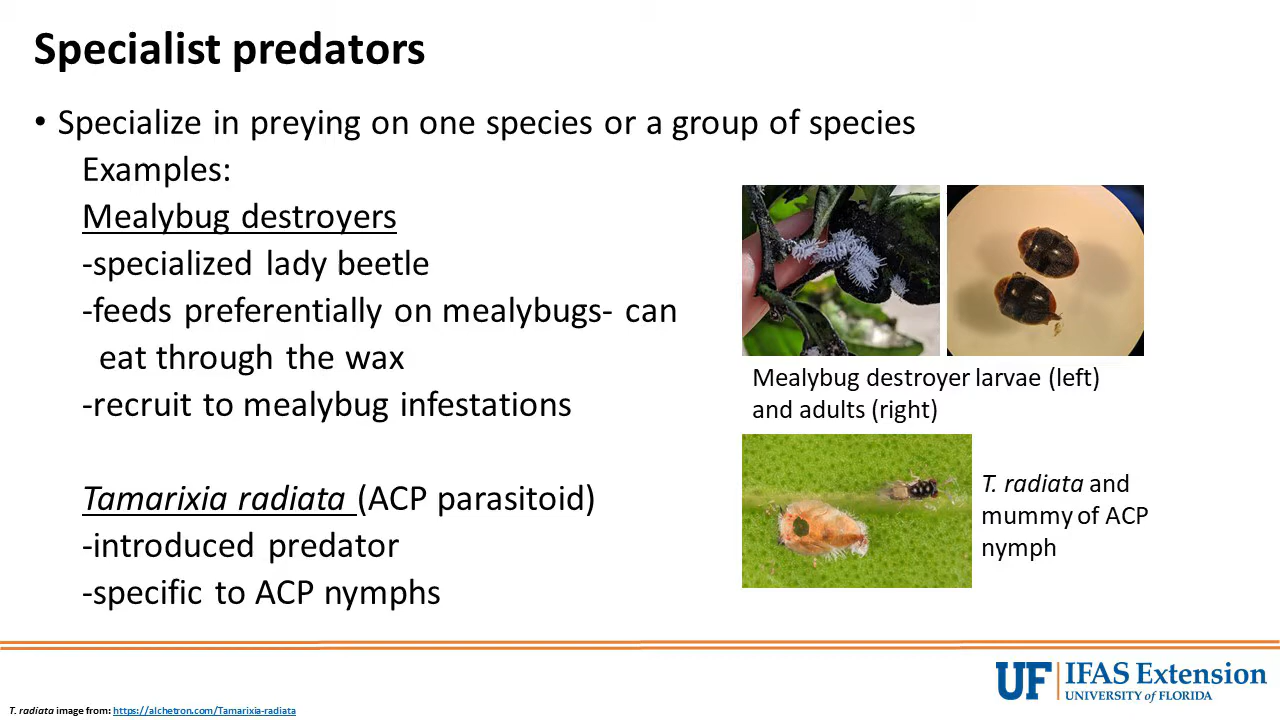 Specialist predators
• Specialize in preying on one species or a group of species
Examples:
Mealybug destroyers
-specialized lady beetle
-feeds preferentially on mealybugs- can
eat through the wax
-recruit to mealybug infestations
Mealybug destroyer larvae (left)
and adults (right)
Tamarixia radiata (ACP parasitoid)
-introduced predator
-specific to ACP nymphs
T. radiata and
mummy of ACP
nymph
UF IFAS Extension
UNIVERSITY of FLORIDA
T. radiata image from: https://alchetron.com/Tamarixia-radiata